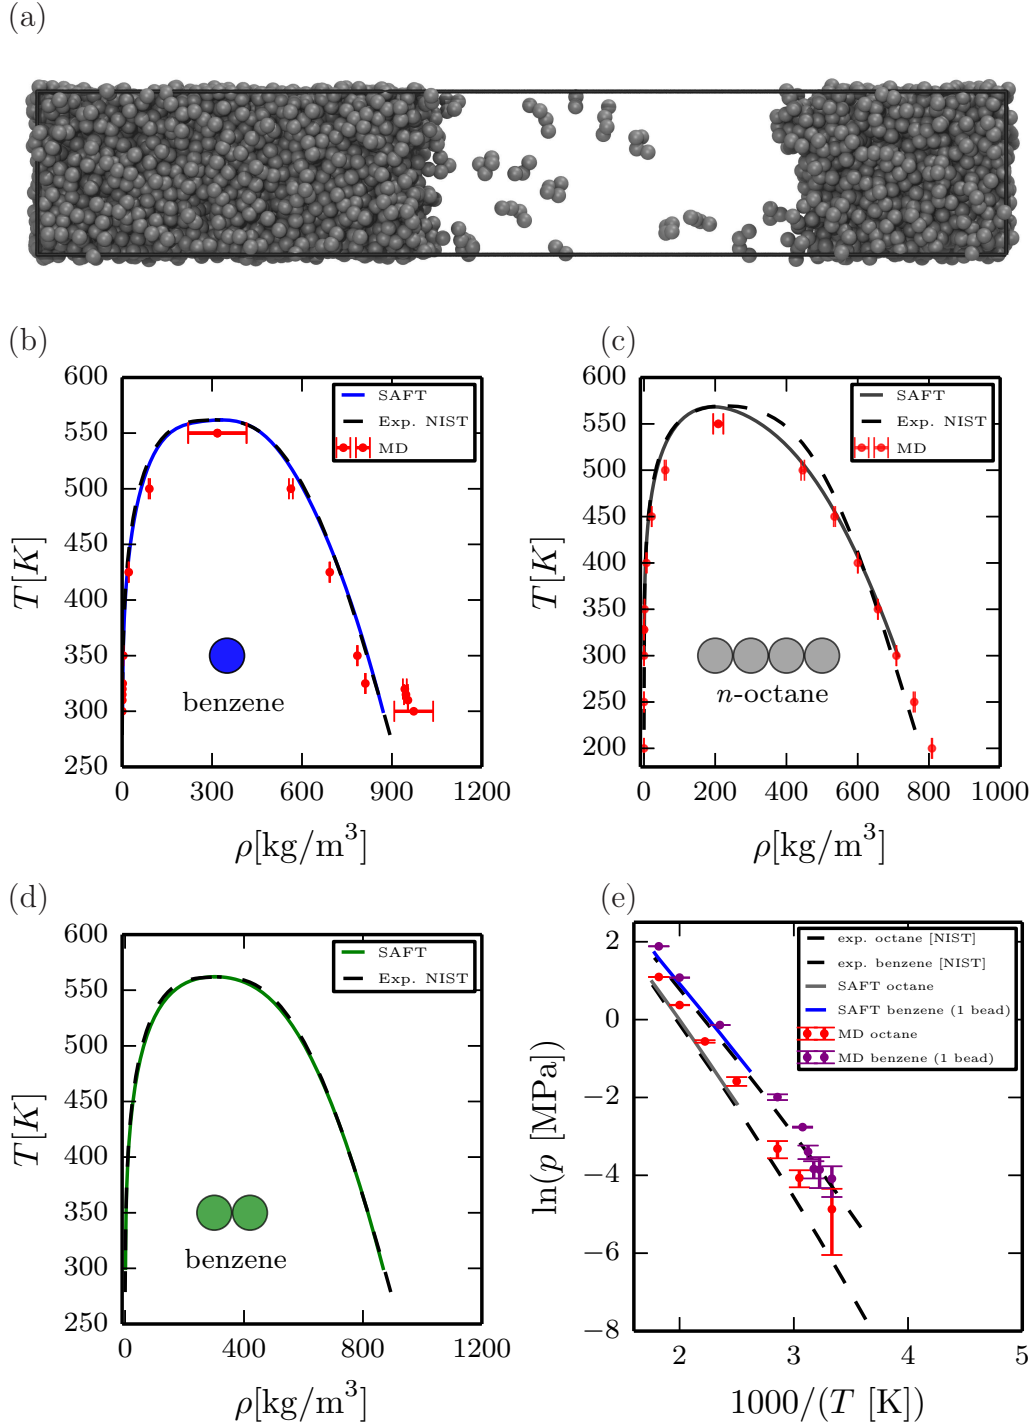 (a)
(b)
(c)
600
550
500
450
400
350
300
250
T[K]
SAFT
Exp. NIST
MD
benzene
0
300
600
900
1200
ρ[kg/m³]
600
550
500
450
400
350
300
250
200
T[K]
SAFT
Exp. NIST
MD
n-octane
0
200
400
600
800
1000
ρ[kg/m³]
(d)
(e)
600
550
500
450
400
350
300
250
T[K]
SAFT
Exp. NIST
benzene
0
400
800
1200
ρ[kg/m³]
2
0
−2
−4
−6
−8
ln(p [MPa])
exp. octane [NIST]
exp. benzene [NIST]
SAFT octane
SAFT benzene (1 bead)
MD octane
MD benzene (1 bead)
2
3
4
5
1000/(T [K])